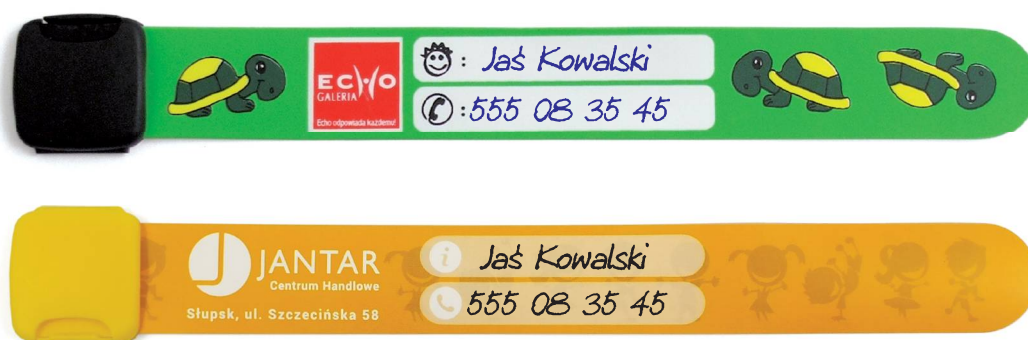 ECHO
GALERIA
Echo odpowiada każdemu!
: Jaś Kowalski
: 555 08 35 45
JANTAR
Centrum Handlowe
Słupsk, ul. Szczecińska 58
i Jaś Kowalski
555 08 35 45